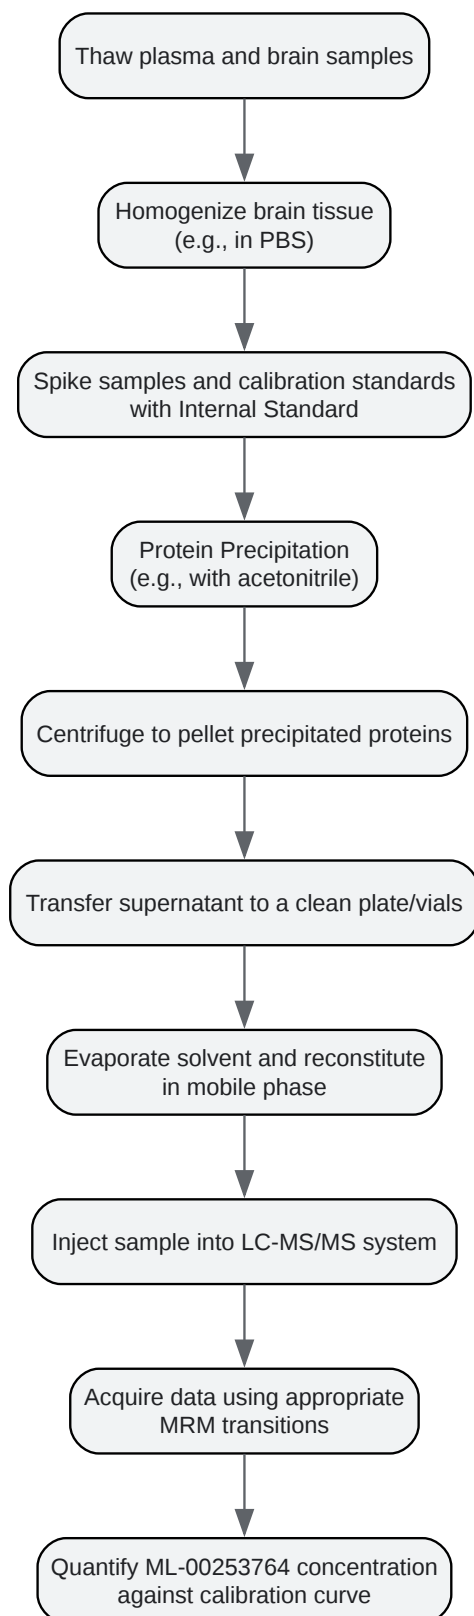 Thaw plasma and brain samples
Homogenize brain tissue
(e.g., in PBS)
Spike samples and calibration standards
with Internal Standard
Protein Precipitation
(e.g., with acetonitrile)
Centrifuge to pellet precipitated proteins
Transfer supernatant to a clean plate/vials
Evaporate solvent and reconstitute
in mobile phase
Inject sample into LC-MS/MS system
Acquire data using appropriate
MRM transitions
Quantify ML-00253764 concentration
against calibration curve